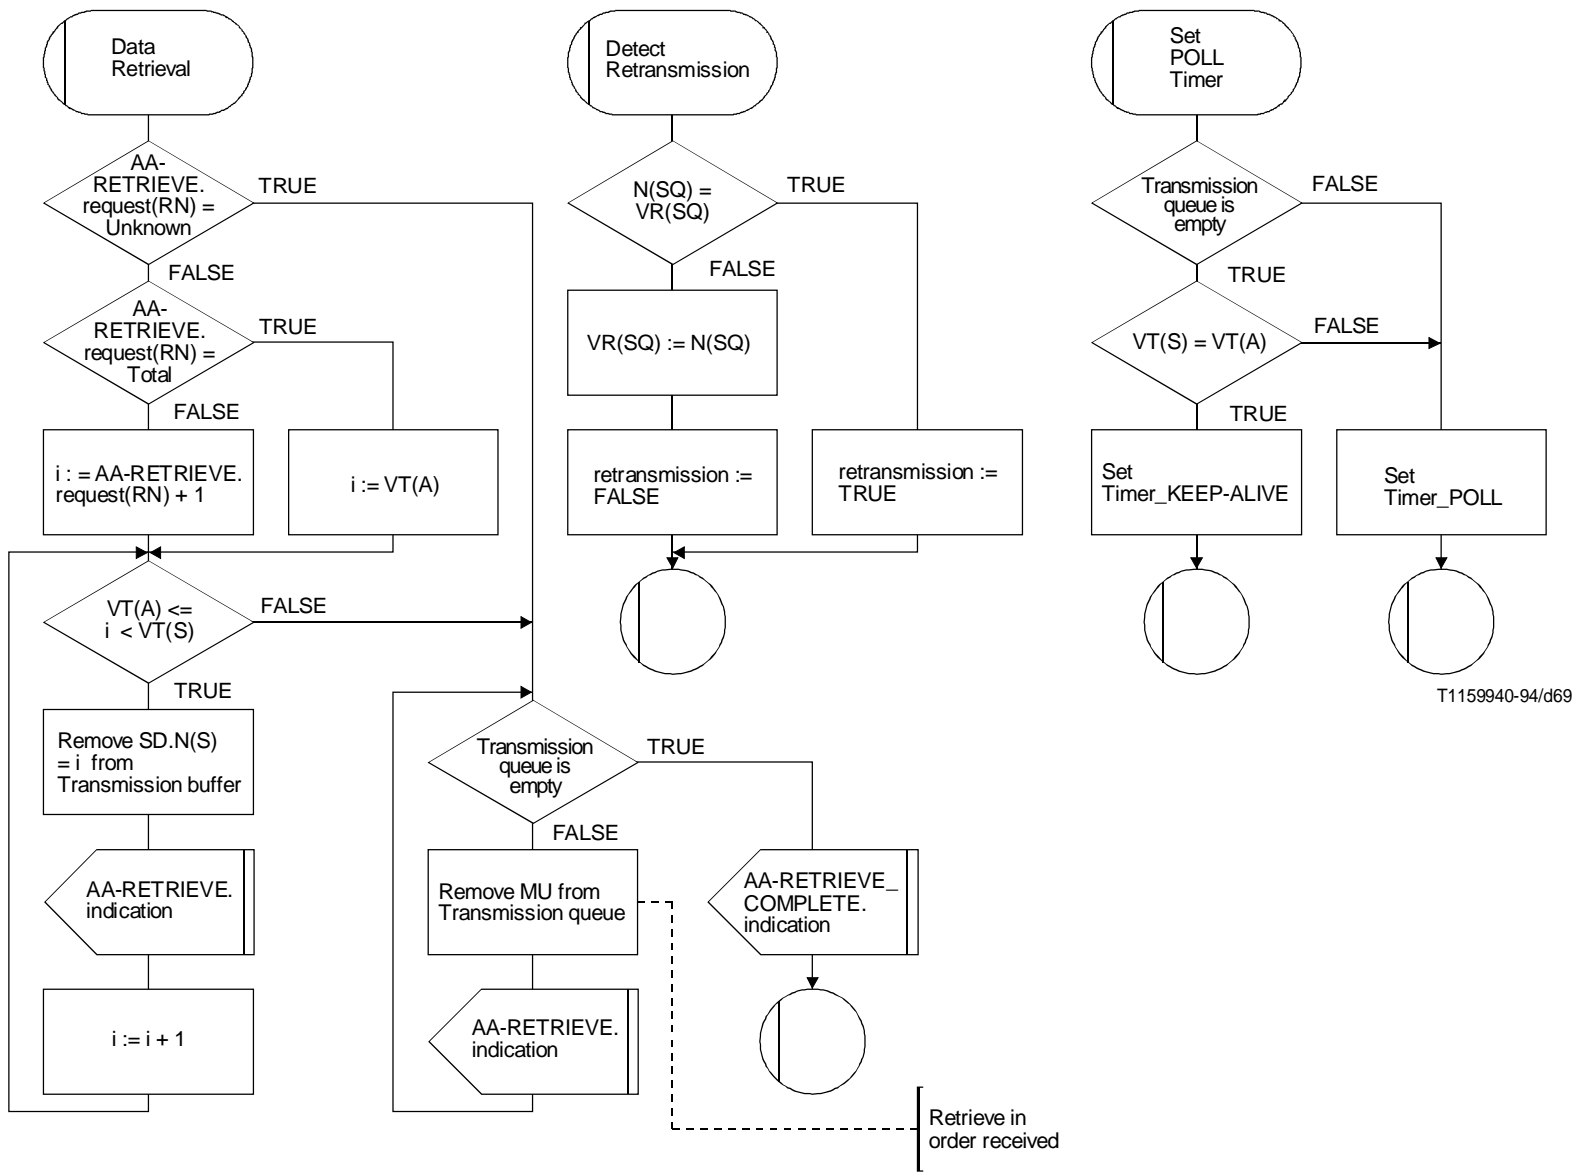 Data
Retrieval
AA-
RETRIEVE.
request(RN) =
Unknown
TRUE
FALSE
AA-
RETRIEVE.
request(RN) =
Total
TRUE
FALSE
i : = AA-RETRIEVE.
request(RN) + 1
i := VT(A)
VT(A) <=
i < VT(S)
FALSE
TRUE
Remove SD.N(S)
= i from
Transmission buffer
AA-RETRIEVE.
indication
i := i + 1
Transmission
queue is
empty
TRUE
FALSE
Remove MU from
Transmission queue
AA-RETRIEVE.
indication
AA-RETRIEVE_
COMPLETE.
indication
Retrieve in
order received
Detect
Retransmission
N(SQ) =
VR(SQ)
TRUE
FALSE
VR(SQ) := N(SQ)
retransmission :=
FALSE
retransmission :=
TRUE
Set
POLL
Timer
Transmission
queue is
empty
FALSE
TRUE
VT(S) = VT(A)
FALSE
TRUE
Set
Timer_KEEP-ALIVE
Set
Timer_POLL
T1159940-94/d69